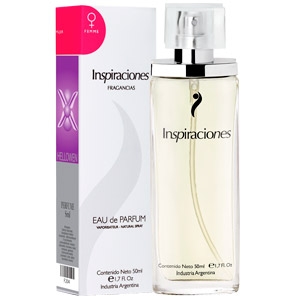 FEMME
Inspiraciones
FRAGANCIAS
HELLOWEN
EAU de PARFUM
VAPORISATEUR - NATURAL SPRAY
Contenido Neto 50ml
e 1.7 Fl.Oz
Industria Argentina
Inspiraciones
Contenido Neto 50ml e 1.7 Fl.Oz
Industria Argentina